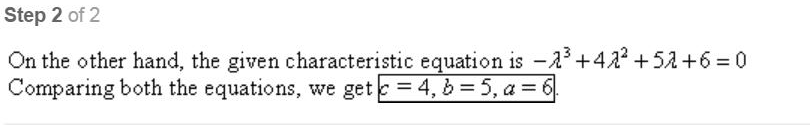 Step 2 of 2
On the other hand, the given characteristic equation is −λ³ + 4λ² + 5λ + 6 = 0
Comparing both the equations, we get c = 4, b = 5, a = 6.